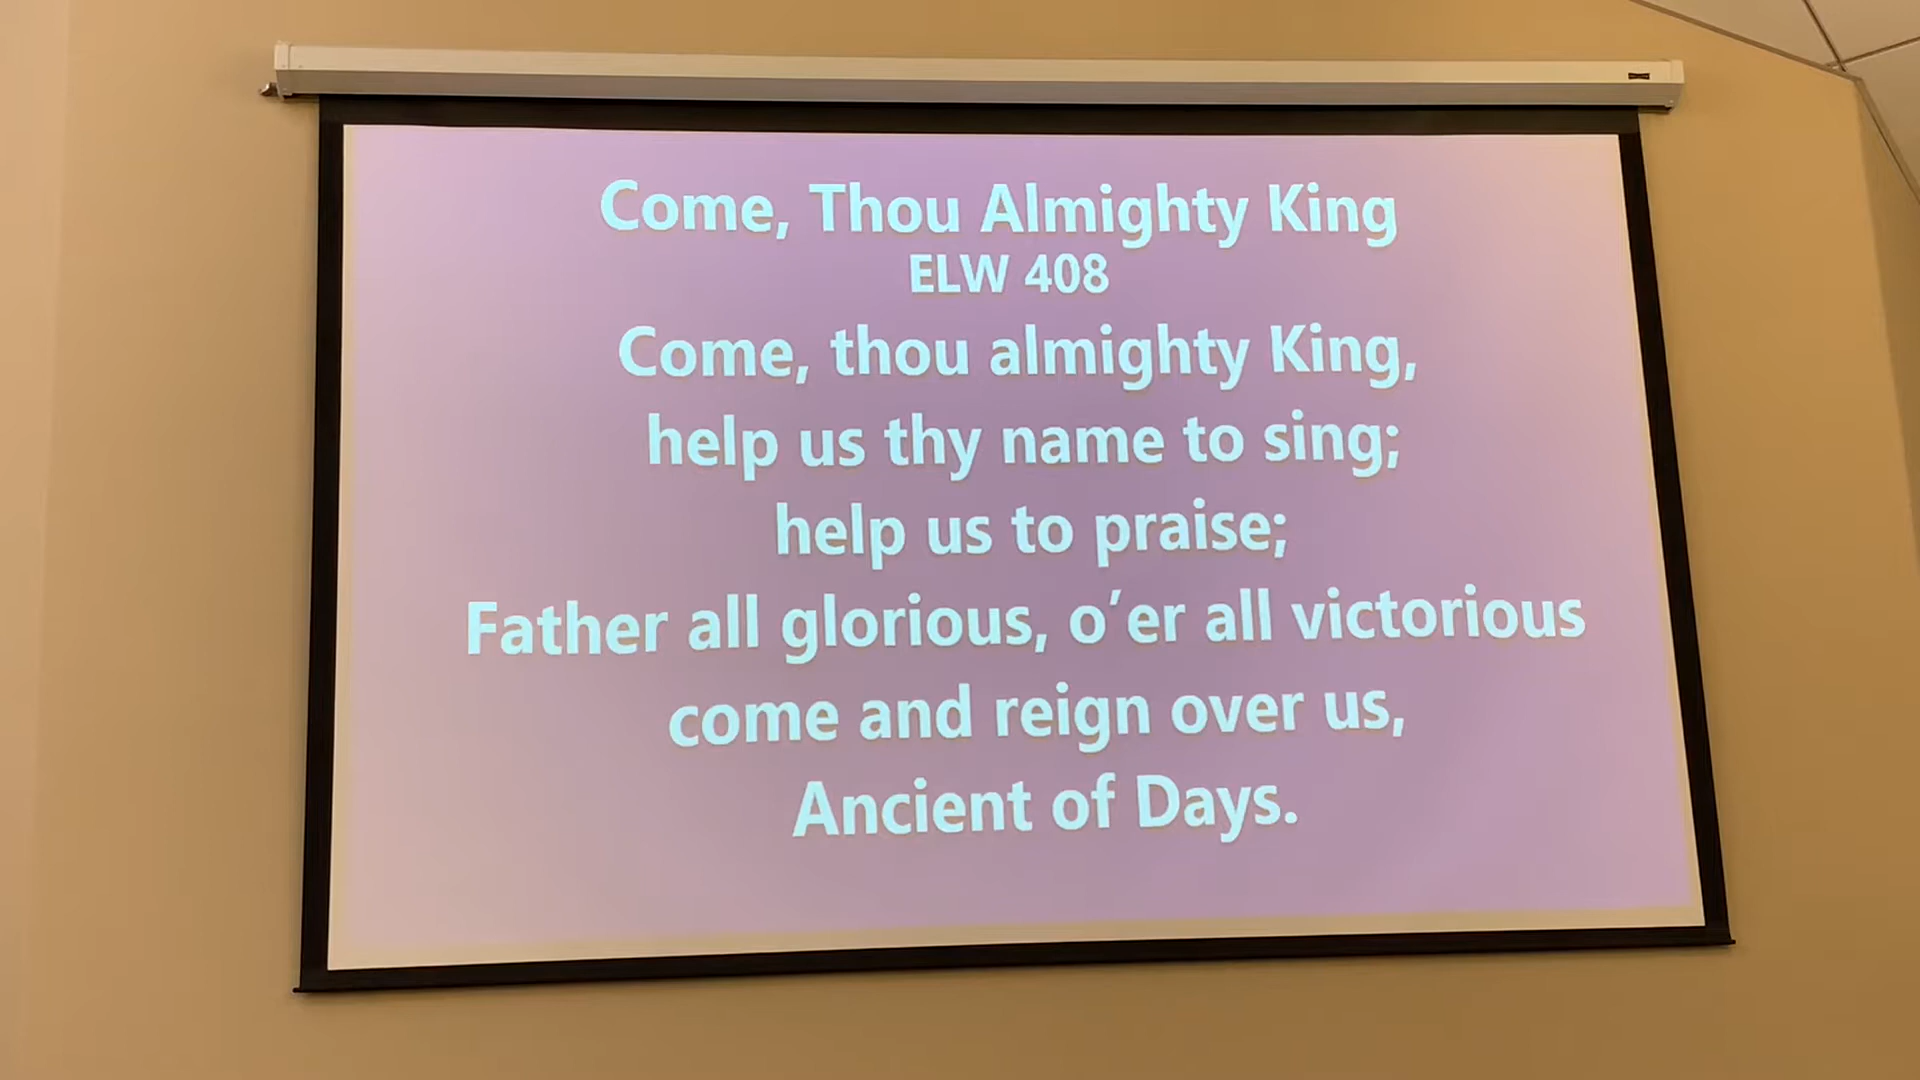 Come, Thou Almighty King
ELW 408
Come, thou almighty King,
help us thy name to sing;
help us to praise;
Father all glorious, o’er all victorious
come and reign over us,
Ancient of Days.